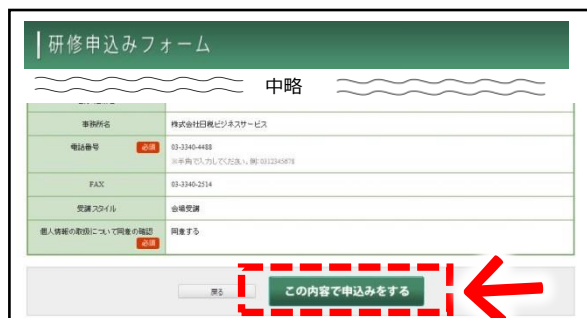 研修申込みフォーム
中略
事務所名 株式会社日税ビジネスサービス
電話番号 必須 03-3340-4488
※半角で入力してください。例：0312345678
FAX 03-3340-2514
受講スタイル 会場受講
個人情報の取扱について同意の確認 必須 同意する
戻る この内容で申込みをする